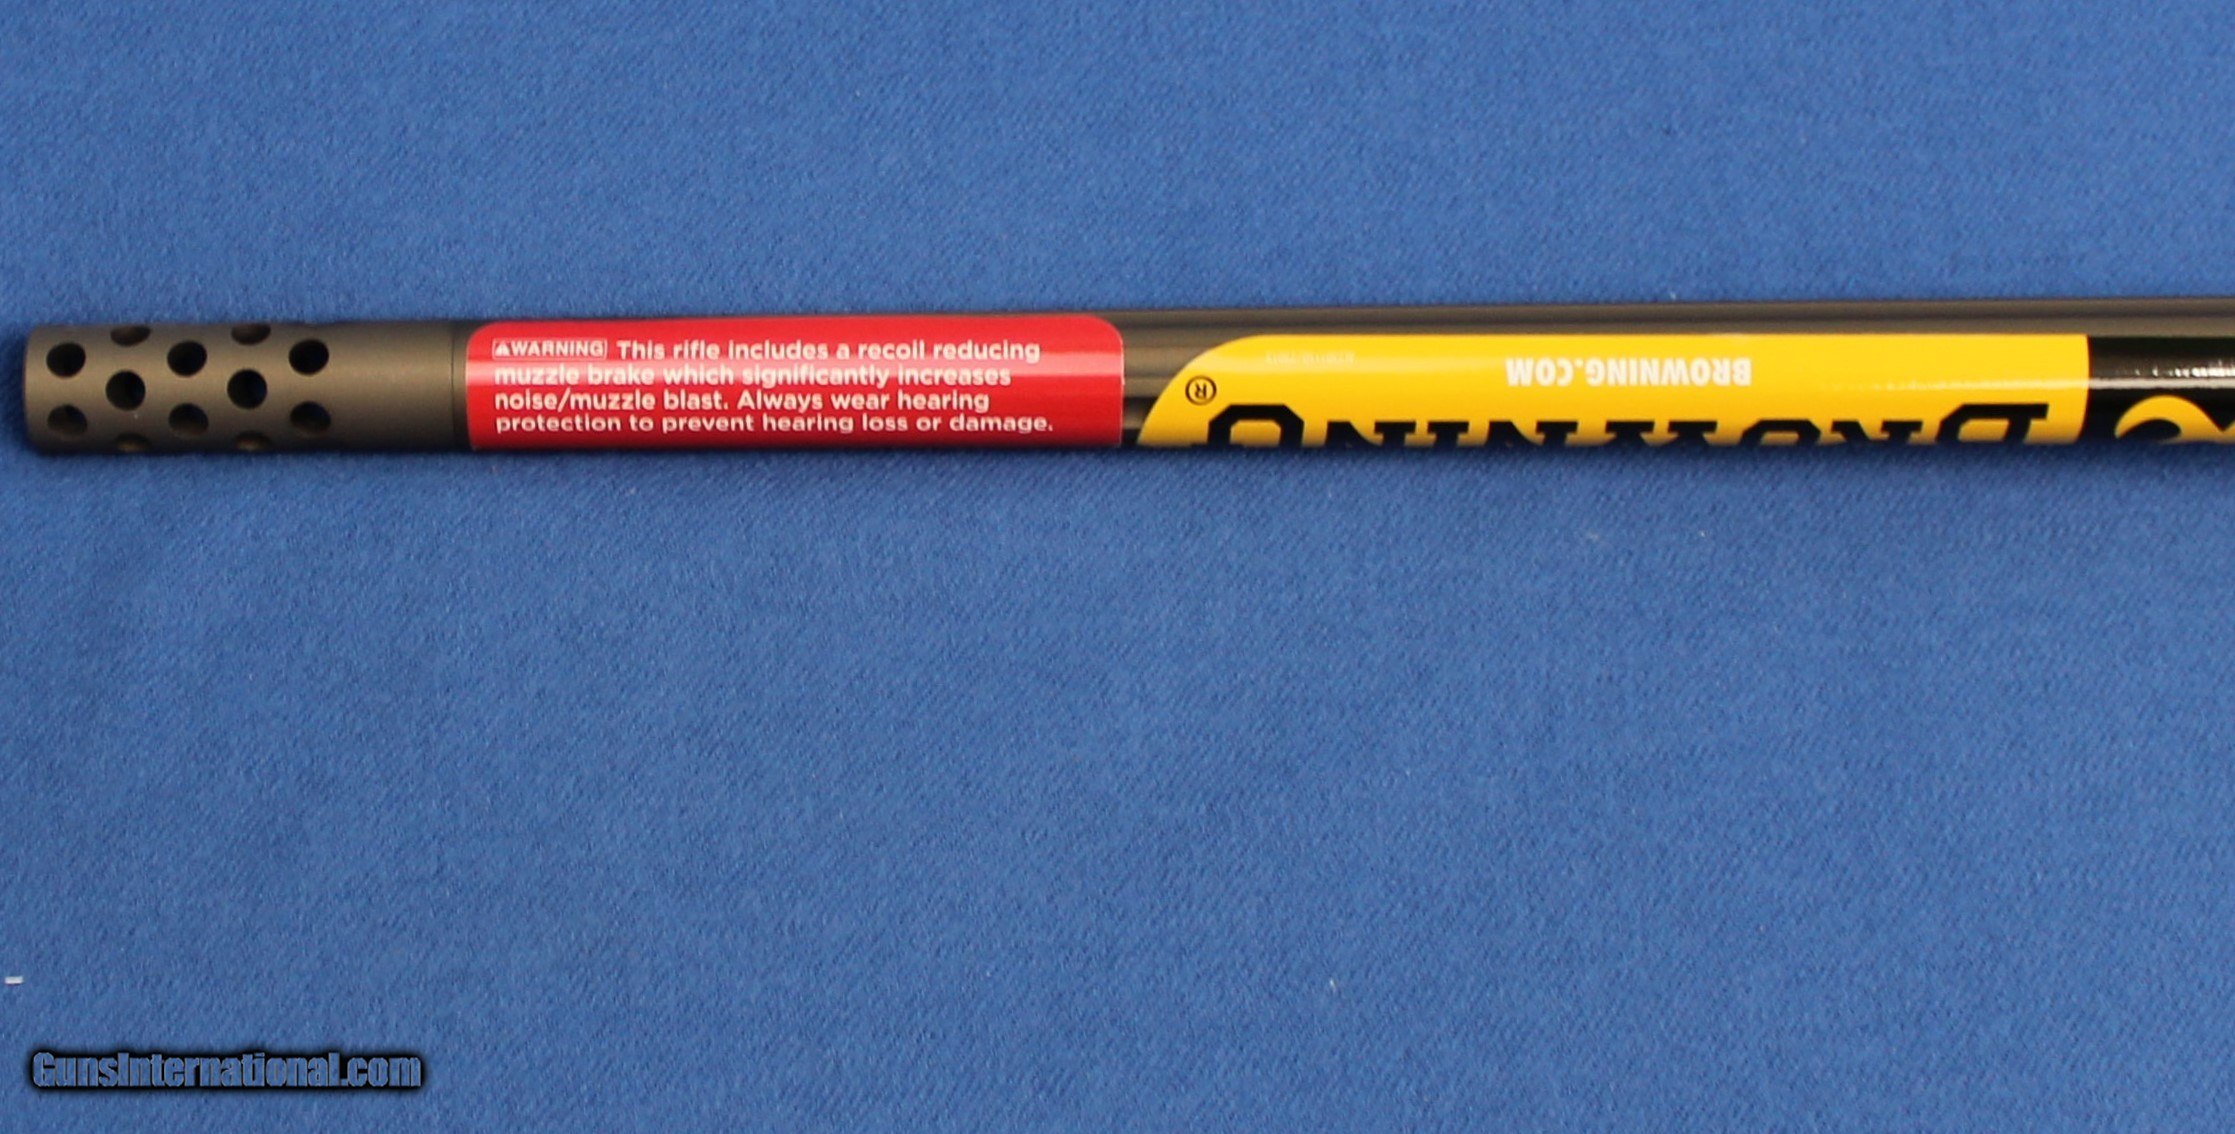 ⚠WARNING This rifle includes a recoil reducing
muzzle brake which significantly increases
noise/muzzle blast. Always wear hearing
protection to prevent hearing loss or damage.
BROWNING.COM
BROWNING®
GunsInternational.com